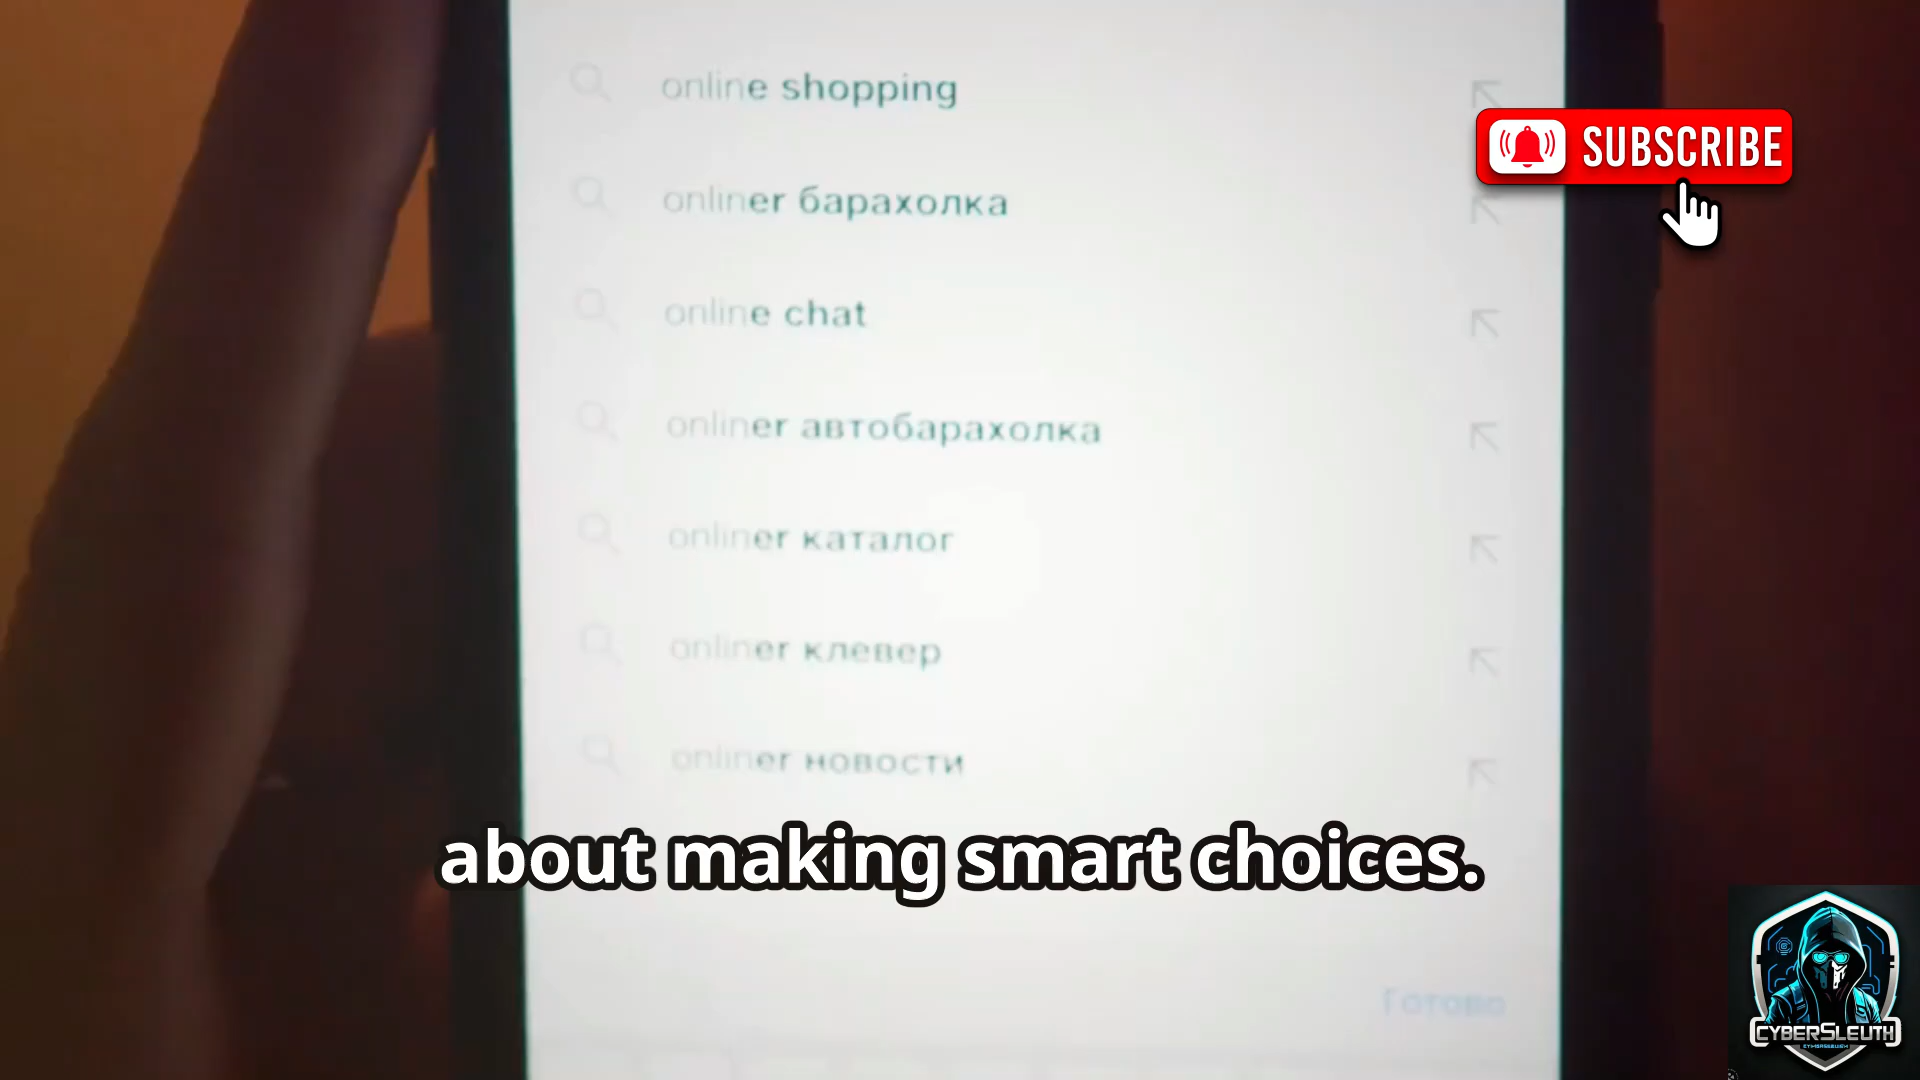 online shopping
SUBSCRIBE
onliner барахолка
online chat
onliner автобарахолка
onliner каталог
onliner клевер
onliner новости
about making smart choices.
Готово
CYBERSLEUTH